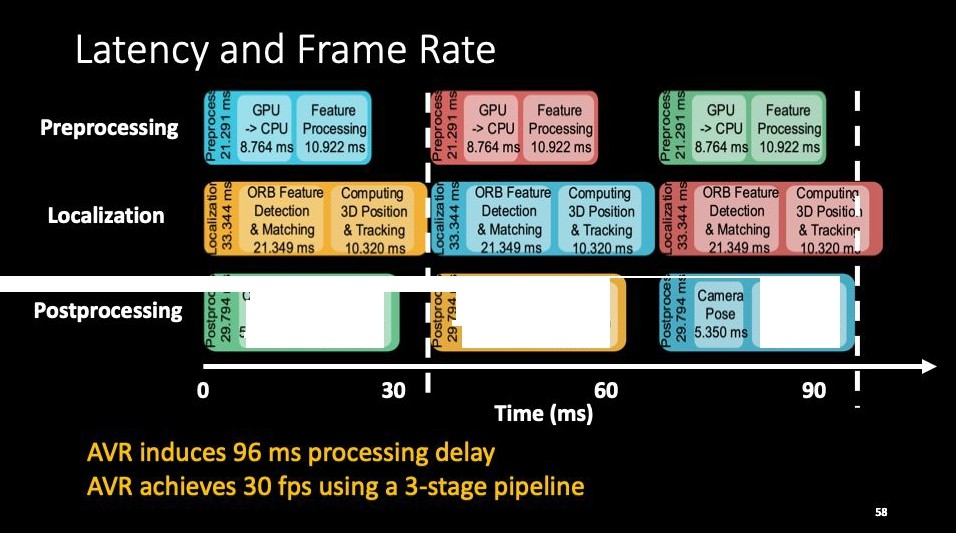 Latency and Frame Rate
Preprocessing
Preprocess
21.291 ms
GPU
-> CPU
8.764 ms
Feature
Processing
10.922 ms
Preprocess
21.291 ms
GPU
-> CPU
8.764 ms
Feature
Processing
10.922 ms
Preprocess
21.291 ms
GPU
-> CPU
8.764 ms
Feature
Processing
10.922 ms
Localization
Localization
33.344 ms
ORB Feature
Detection
& Matching
21.349 ms
Computing
3D Position
& Tracking
10.320 ms
Localization
33.344 ms
ORB Feature
Detection
& Matching
21.349 ms
Computing
3D Position
& Tracking
10.320 ms
Localization
33.344 ms
ORB Feature
Detection
& Matching
21.349 ms
Computing
3D Position
& Tracking
10.320 ms
Postprocessing
29.794
29.794
Postprocess
29.794 ms
Camera
Pose
5.350 ms
0
30
60
90
Time (ms)
AVR induces 96 ms processing delay
AVR achieves 30 fps using a 3-stage pipeline
58